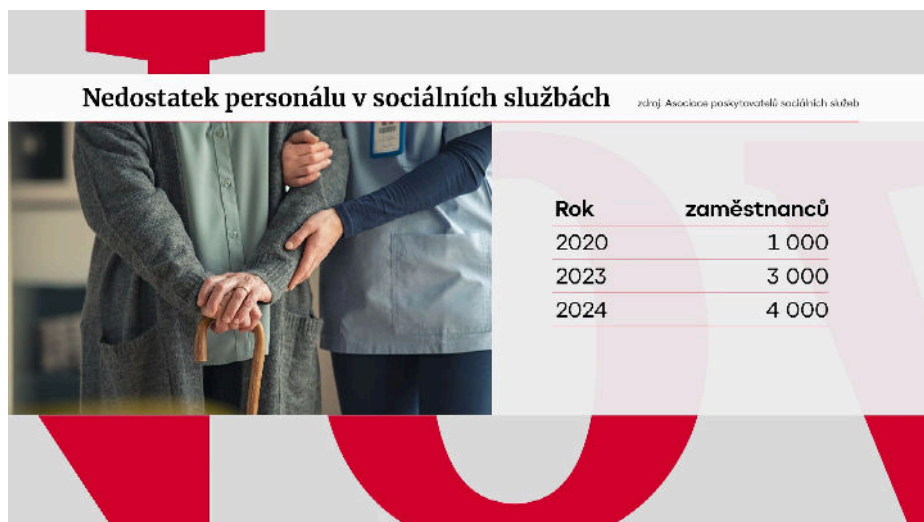 Nedostatek personálu v sociálních službách
zdroj: Asociace poskytovatelů sociálních služeb
Rok zaměstnanců
2020 1 000
2023 3 000
2024 4 000